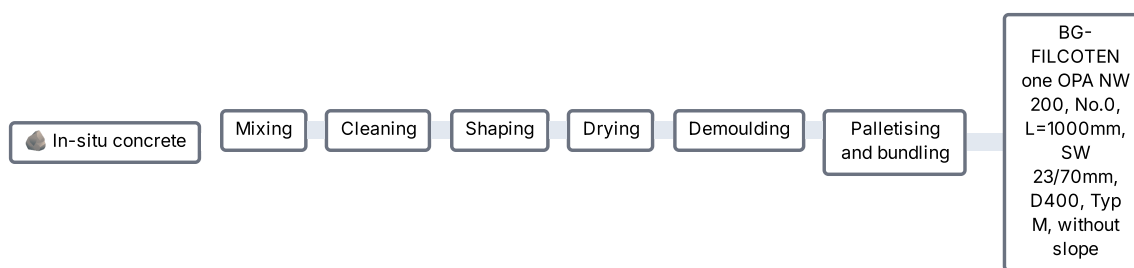 In-situ concrete
Mixing
Cleaning
Shaping
Drying
Demoulding
Palletising
and bundling
BG-
FILCOTEN
one OPA NW
200, No.0,
L=1000mm,
SW
23/70mm,
D400, Typ
M, without
slope